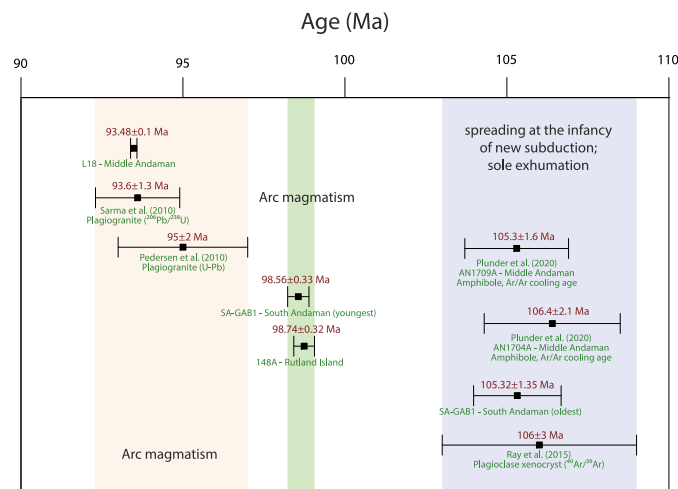 Age (Ma)
90
95
100
105
110
93.48±0.1 Ma
L18 - Middle Andaman
93.6±1.3 Ma
Sarma et al. (2010)
Plagiogranite (²⁰⁶Pb/²³⁸U)
95±2 Ma
Pedersen et al. (2010)
Plagiogranite (U-Pb)
Arc magmatism
98.56±0.33 Ma
SA-GAB1 - South Andaman (youngest)
98.74±0.32 Ma
148A - Rutland Island
Arc magmatism
spreading at the infancy
of new subduction;
sole exhumation
105.3±1.6 Ma
Plunder et al. (2020)
AN1709A - Middle Andaman
Amphibole, Ar/Ar cooling age
106.4±2.1 Ma
Plunder et al. (2020)
AN1704A - Middle Andaman
Amphibole, Ar/Ar cooling age
105.32±1.35 Ma
SA-GAB1 - South Andaman (oldest)
106±3 Ma
Ray et al. (2015)
Plagioclase xenocryst (⁴⁰Ar/³⁹Ar)